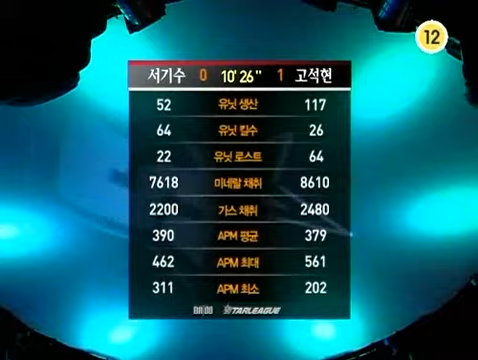 12
서기수 0 10' 26" 1 고석현
52 유닛 생산 117
64 유닛 킬수 26
22 유닛 로스트 64
7618 미네랄 채취 8610
2200 가스 채취 2480
390 APM 평균 379
462 APM 최대 561
311 APM 최소 202
STARLEAGUE